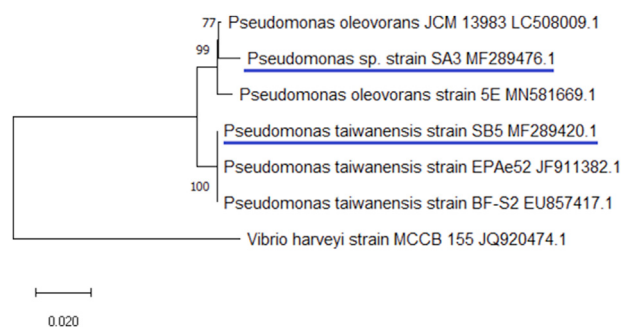 77
Pseudomonas oleovorans JCM 13983 LC508009.1
99
Pseudomonas sp. strain SA3 MF289476.1
Pseudomonas oleovorans strain 5E MN581669.1
Pseudomonas taiwanensis strain SB5 MF289420.1
Pseudomonas taiwanensis strain EPAe52 JF911382.1
100
Pseudomonas taiwanensis strain BF-S2 EU857417.1
Vibrio harveyi strain MCCB 155 JQ920474.1
0.020